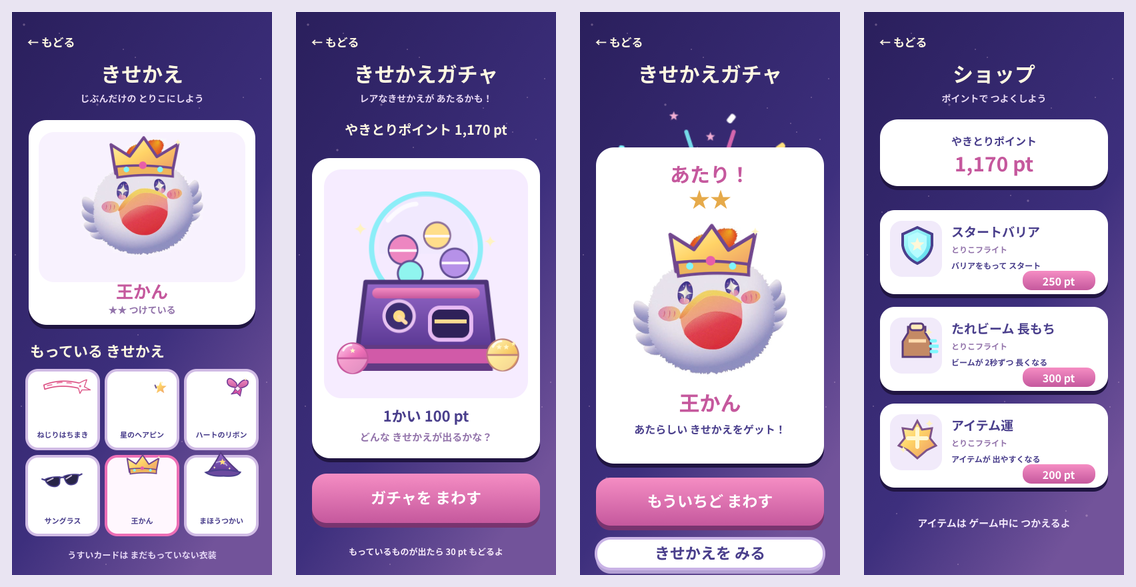 ← もどる
きせかえ
じぶんだけの とりこにしよう
王かん
★★ つけている
もっている きせかえ
ねじりはちまき
星のヘアピン
ハートのリボン
サングラス
王かん
まほうつかい
うすいカードは まだもっていない衣装
← もどる
きせかえガチャ
レアなきせかえが あたるかも！
やきとりポイント 1,170 pt
1かい 100 pt
どんな きせかえが出るかな？
ガチャを まわす
もっているものが出たら 30 pt もどるよ
← もどる
きせかえガチャ
あたり！
★★
王かん
あたらしい きせかえをゲット！
もういちど まわす
きせかえを みる
← もどる
ショップ
ポイントで つよくしよう
やきとりポイント
1,170 pt
スタートバリア
とりこフライト
バリアをもって スタート
250 pt
たれビーム 長もち
とりこフライト
ビームが 2秒ずつ 長くなる
300 pt
アイテム運
とりこフライト
アイテムが 出やすくなる
200 pt
アイテムは ゲーム中に つかえるよ